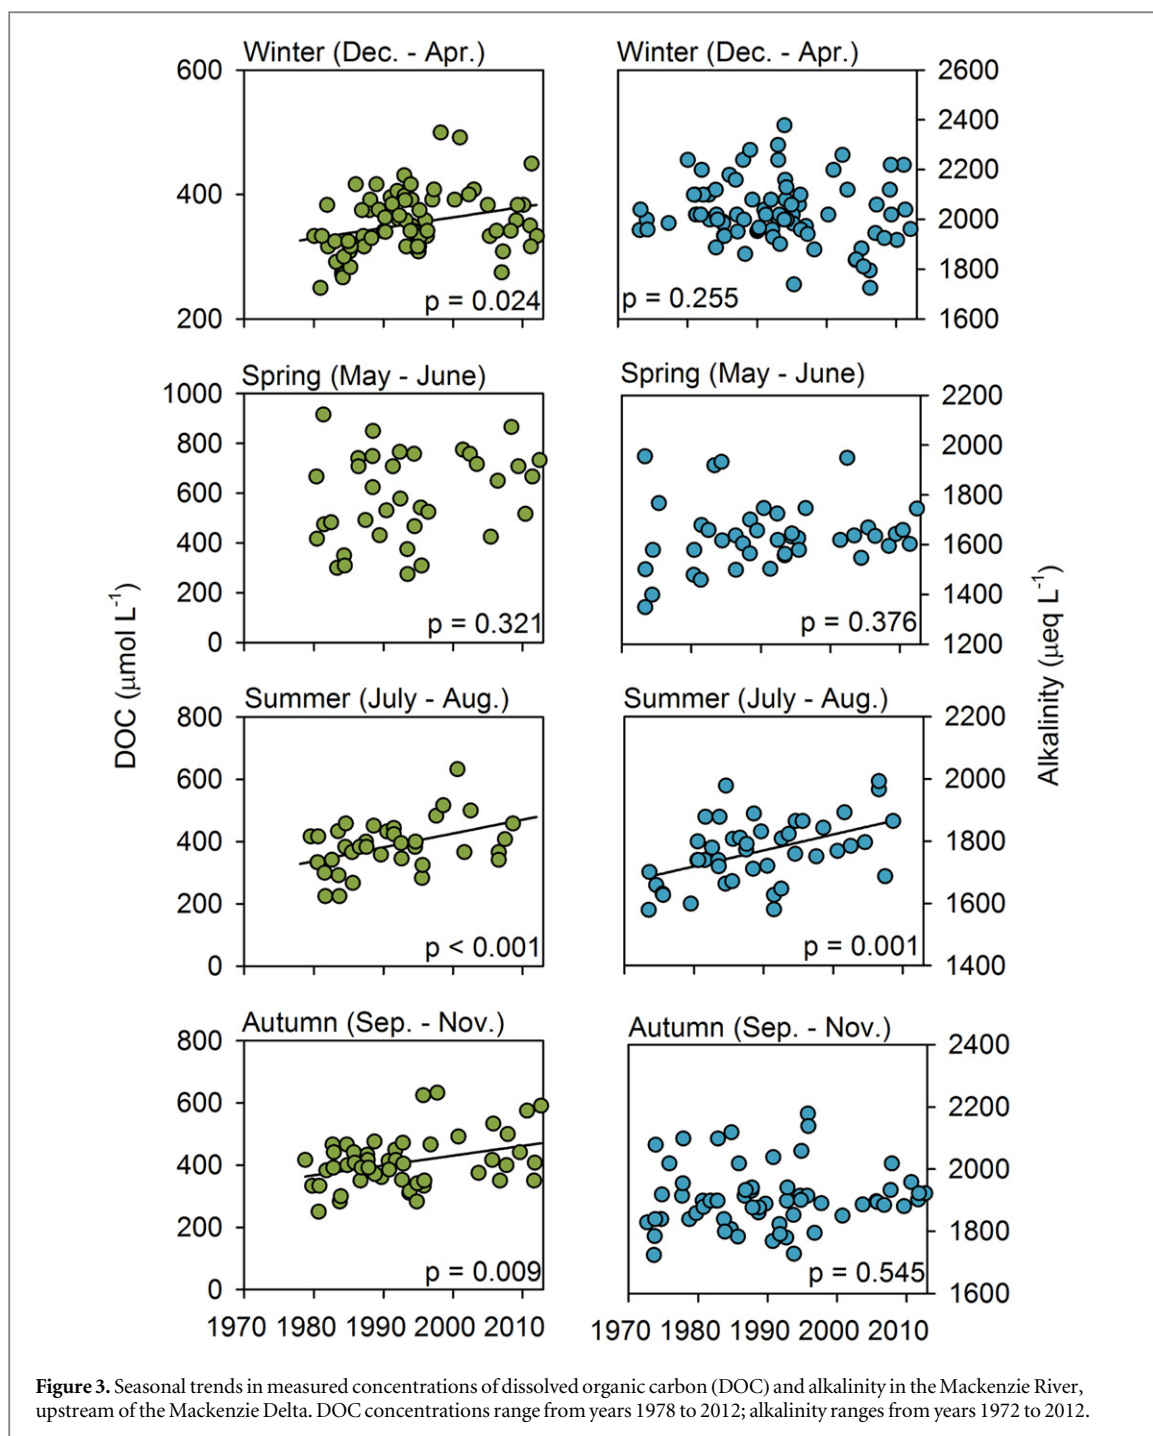 Winter (Dec. - Apr.)
600
400
200
p = 0.024
Winter (Dec. - Apr.)
2600
2400
2200
2000
1800
1600
p = 0.255
Spring (May - June)
1000
800
600
400
200
0
p = 0.321
Spring (May - June)
2200
2000
1800
1600
1400
1200
p = 0.376
DOC (µmol L-1)
Alkalinity (µeq L-1)
Summer (July - Aug.)
800
600
400
200
0
p < 0.001
Summer (July - Aug.)
2200
2000
1800
1600
1400
p = 0.001
Autumn (Sep. - Nov.)
800
600
400
200
0
p = 0.009
1970 1980 1990 2000 2010
Autumn (Sep. - Nov.)
2400
2200
2000
1800
1600
p = 0.545
1970 1980 1990 2000 2010
Figure 3. Seasonal trends in measured concentrations of dissolved organic carbon (DOC) and alkalinity in the Mackenzie River,
upstream of the Mackenzie Delta. DOC concentrations range from years 1978 to 2012; alkalinity ranges from years 1972 to 2012.